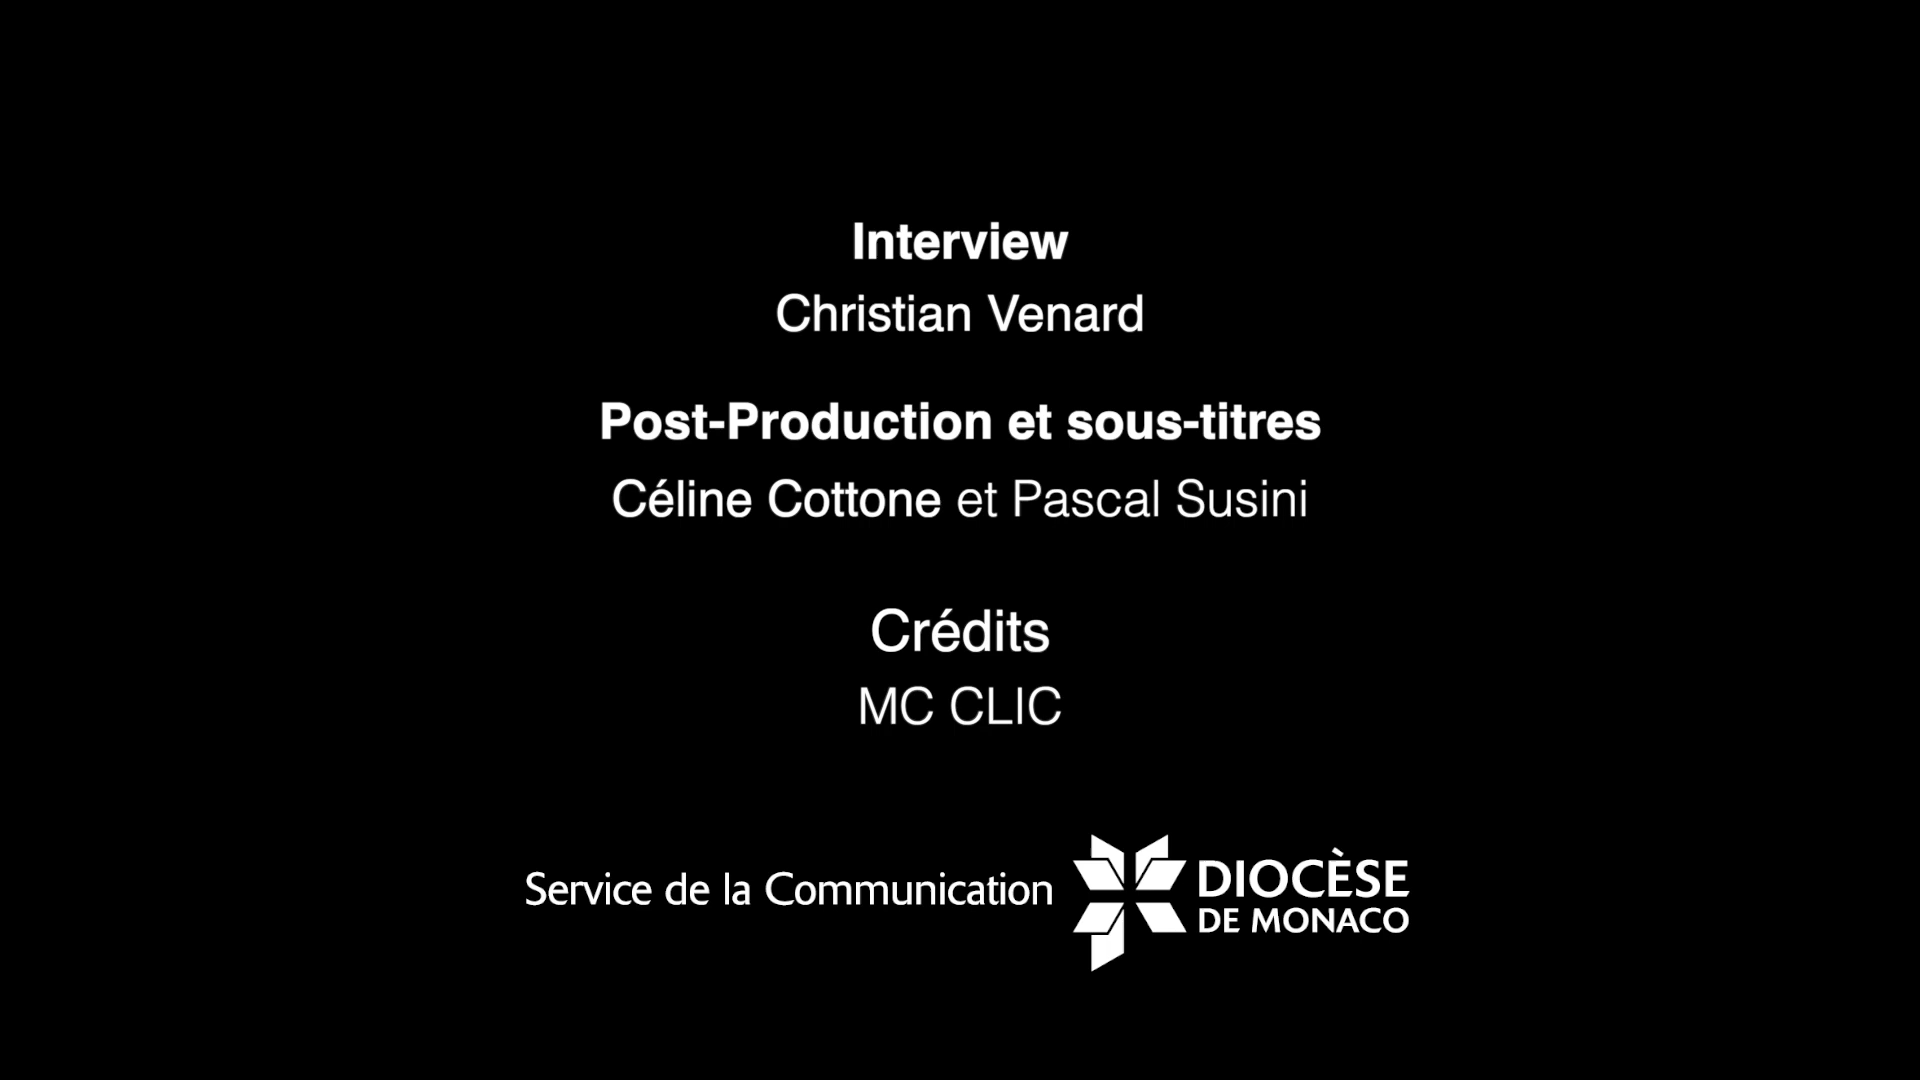 Interview
Christian Venard
Post-Production et sous-titres
Céline Cottone et Pascal Susini
Crédits
MC CLIC
Service de la Communication
DIOCÈSE
DE MONACO